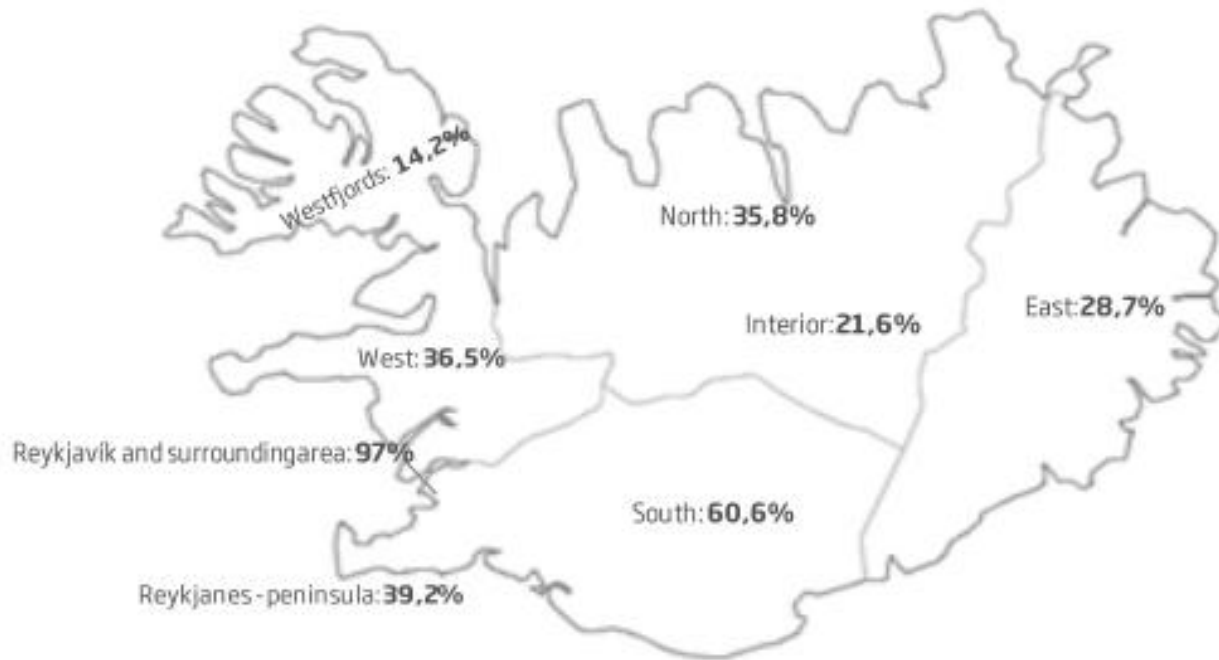 Westfjords: 14,2%
North: 35,8%
East: 28,7%
Interior: 21,6%
West: 36,5%
Reykjavík and surroundingarea: 97%
South: 60,6%
Reykjanes - peninsula: 39,2%